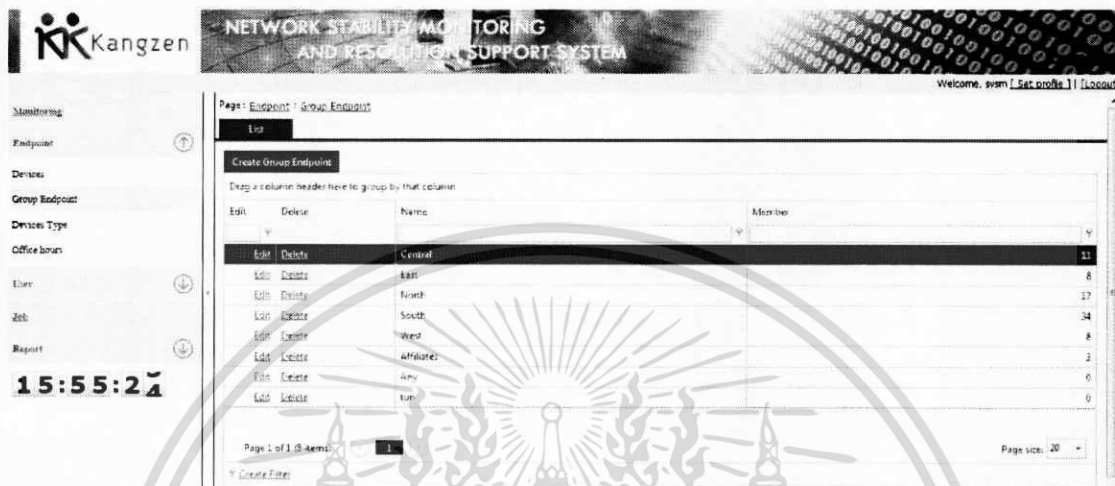 Kangzen
NETWORK STABILITY MONITORING
AND RESOLUTION SUPPORT SYSTEM
Welcome, svsm [ Set profile ] | [Logout
Monitoring
Endpoint
Devices
Group Endpoint
Devices Type
Office hours
User
Job
Report
15:55:2
Page : Endpoint : Group Endpoint
List
Create Group Endpoint
Drag a column header here to group by that column
Edit Delete Name Member
Edit Delete Central 11
Edit Delete East 8
Edit Delete North 17
Edit Delete South 34
Edit Delete West 8
Edit Delete Affiliates
Edit Delete Any 0
Edit Delete 0
Page 1 of 1 (8 items) 1 Page size: 20
Create Filter